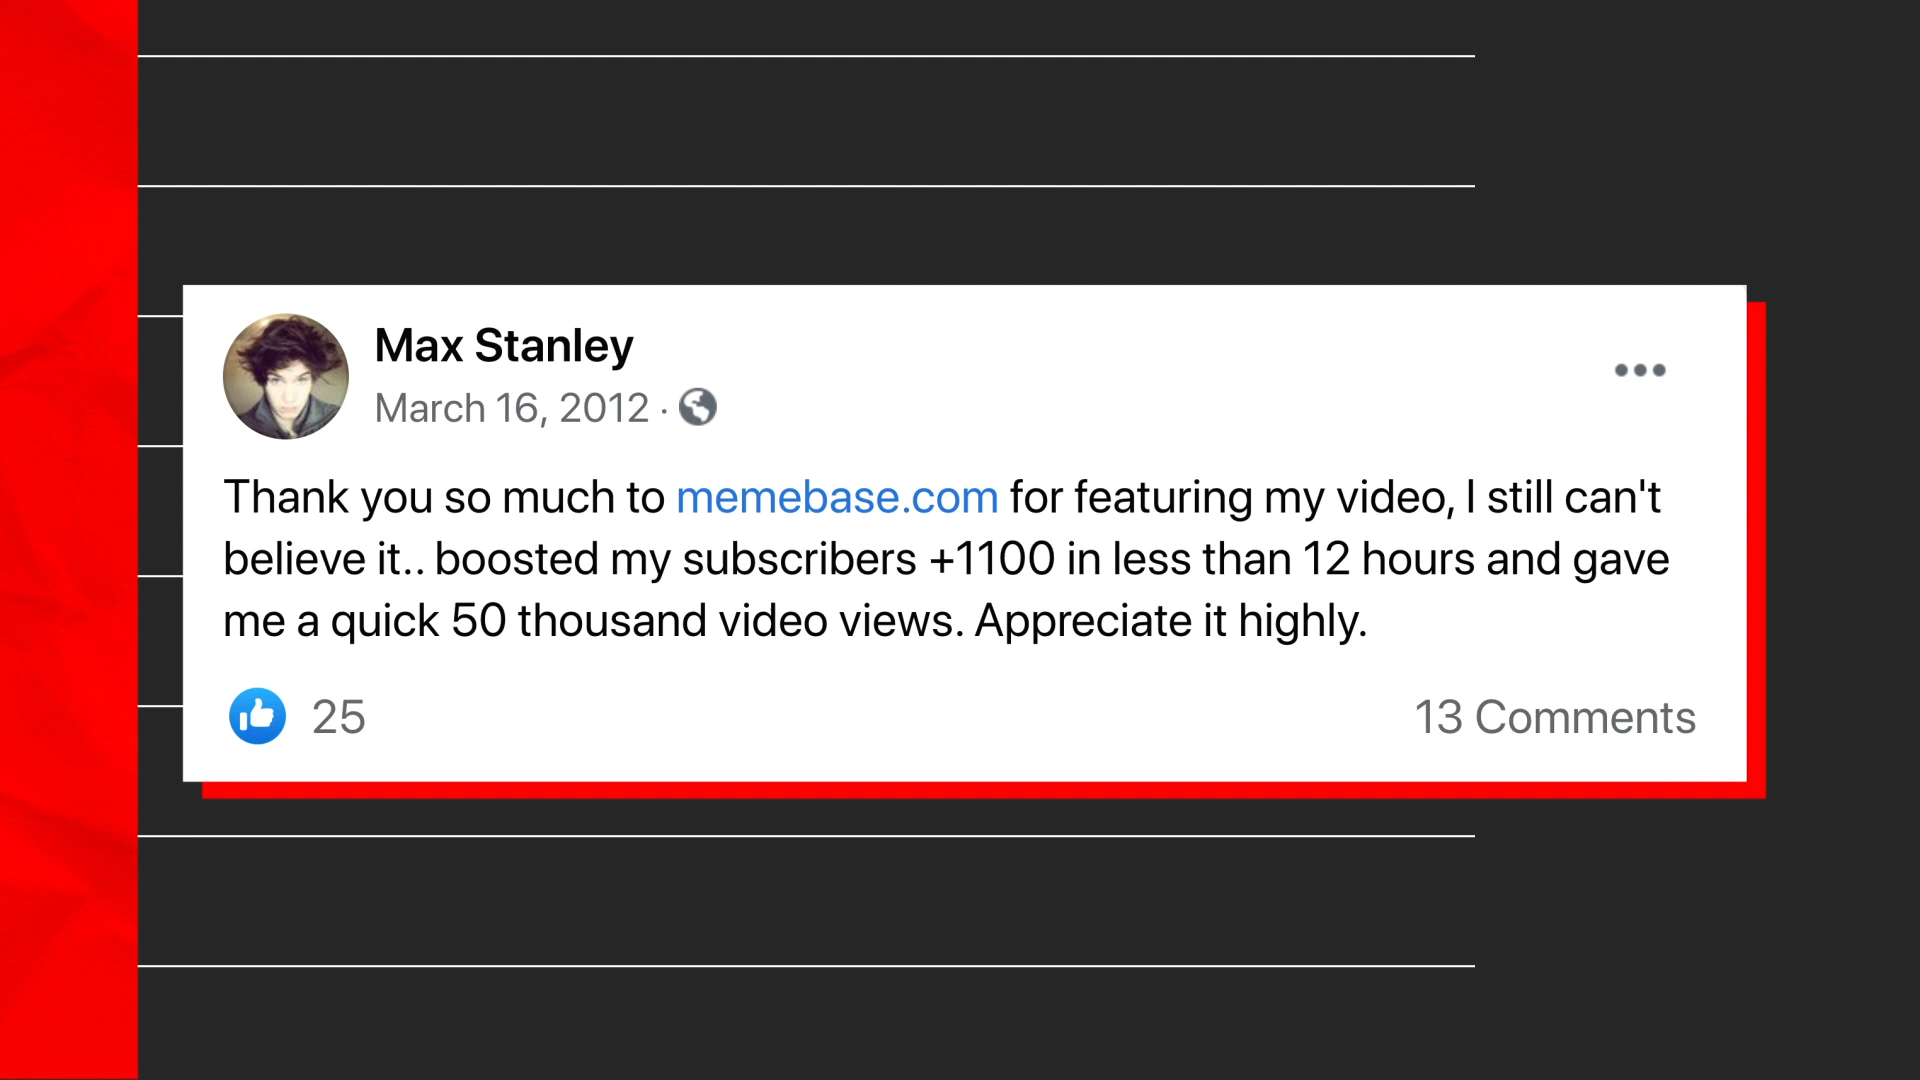 Max Stanley
March 16, 2012 ·
Thank you so much to memebase.com for featuring my video, I still can't
believe it.. boosted my subscribers +1100 in less than 12 hours and gave
me a quick 50 thousand video views. Appreciate it highly.
25
13 Comments